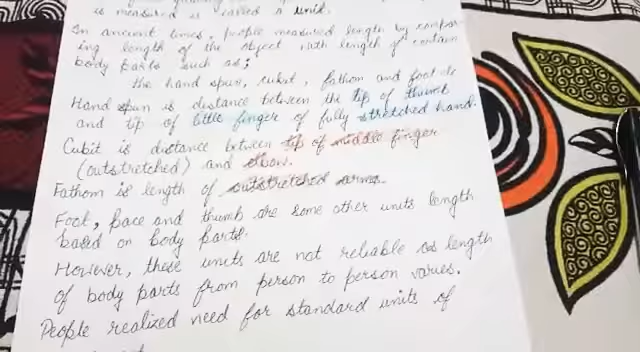 is measured is called a unit.
In ancient times, people measured length by compar
ing length of the object with length of certain
body parts such as;
the hand span, cubit, fathom and foot etc
Hand span is distance between the tip of thumb
and tip of little finger of fully stretched hand.
Cubit is distance between tip of middle finger
(outstretched) and elbow.
Fathom is length of outstretched arms.
Foot, pace and thumb are some other units length
based on body parts.
However, these units are not reliable as length
of body parts from person to person varies.
People realized need for standard units of